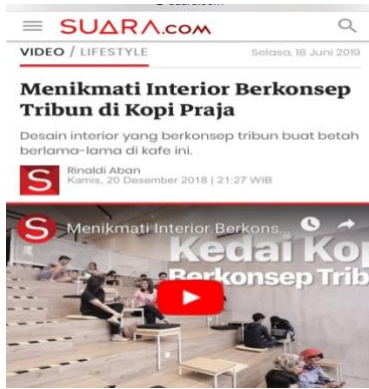 SUARA.COM
VIDEO / LIFESTYLE
Selasa, 18 Juni 2019
Menikmati Interior Berkonsep
Tribun di Kopi Praja
Desain interior yang berkonsep tribun buat betah
berlama-lama di kafe ini.
S
Rinaldi Aban
Kamis, 20 Desember 2018 | 21:27 WIB
S
Menikmati Interior Berkons...
Kedai Ko
Berkonsep Trib